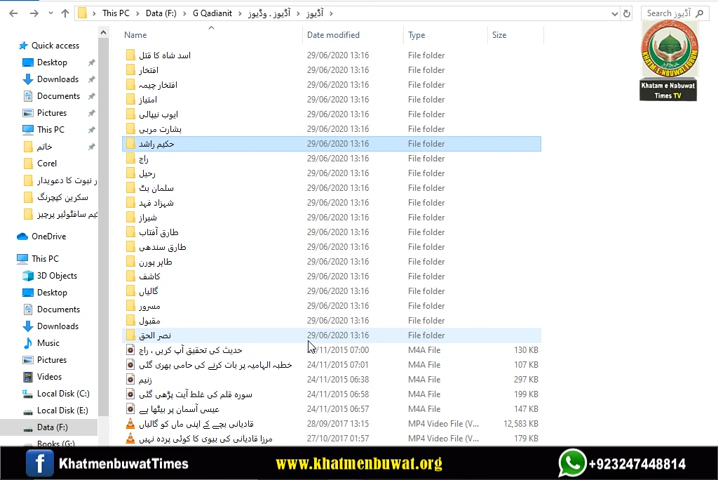 This PC
Data (F:)
G Qadianit
آڈیوز ۔ وڈیوز
آڈیوز
Search آڈیوز
Name
Date modified
Type
Size
Quick access
Desktop
Downloads
Documents
Pictures
This PC
خاتم
Corel
ر نبوت کا دعویدار
سکرین کیپچرنگ
کیم سافٹوئیر پرچیز
OneDrive
This PC
3D Objects
Desktop
Documents
Downloads
Music
Pictures
Videos
Local Disk (C:)
Local Disk (E:)
Data (F:)
Books (G:)
اسد شاہ کا قتل 29/06/2020 13:16 File folder
افتخار 29/06/2020 13:16 File folder
افتخار چیمہ 29/06/2020 13:16 File folder
امتیاز 29/06/2020 13:16 File folder
ایوب نیپالی 29/06/2020 13:16 File folder
بشارت مربی 29/06/2020 13:16 File folder
حکیم راشد 29/06/2020 13:16 File folder
راج 29/06/2020 13:16 File folder
رحیل 29/06/2020 13:16 File folder
سلمان بٹ 29/06/2020 13:16 File folder
شہزاد فہد 29/06/2020 13:16 File folder
شیراز 29/06/2020 13:16 File folder
طارق آفتاب 29/06/2020 13:16 File folder
طارق سندھی 29/06/2020 13:16 File folder
طاہر پورن 29/06/2020 13:16 File folder
کاشف 29/06/2020 13:16 File folder
گالیاں 29/06/2020 13:16 File folder
مسرور 29/06/2020 13:16 File folder
مقبول 29/06/2020 13:16 File folder
نصر الحق 29/06/2020 13:16 File folder
حدیث کی تحقیق آپ کریں ، راج /11/2015 07:00 M4A File 130 KB
خطبہ الہامیہ پر بات کرنے کی حامی بھری گئی 24/11/2015 07:01 M4A File 107 KB
زنیم 24/11/2015 06:38 M4A File 297 KB
سورہ قلم کی غلط آیت پڑھی گئی 24/11/2015 06:58 M4A File 199 KB
عیسی آسمان پر بیٹھا ہے 24/11/2015 06:57 M4A File 147 KB
قادیانی بچے کے اپنی ماں کو گالیاں 28/09/2017 13:15 MP4 Video File (V... 12,583 KB
مرزا قادیانی کی بیوی کا کوئی پردہ نہیں 27/10/2017 01:57 MP4 Video File (V... 179 KB
KHATM E NUBUWWAT FORUM
Khatam e Nabuwat
Times TV
KhatmenbuwatTimes
www.khatmenbuwat.org
+923247448814